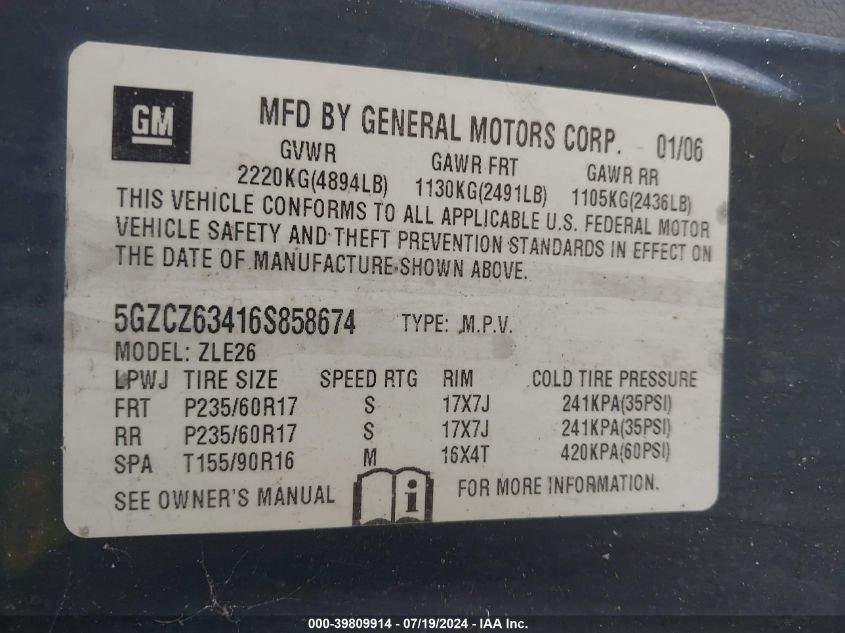 GM
MFD BY GENERAL MOTORS CORP. 01/06
GVWR GAWR FRT GAWR RR
2220KG(4894LB) 1130KG(2491LB) 1105KG(2436LB)
THIS VEHICLE CONFORMS TO ALL APPLICABLE U.S. FEDERAL MOTOR
VEHICLE SAFETY AND THEFT PREVENTION STANDARDS IN EFFECT ON
THE DATE OF MANUFACTURE SHOWN ABOVE.
5GZCZ63416S858674 TYPE: M.P.V.
MODEL: ZLE26
LPWJ TIRE SIZE SPEED RTG RIM COLD TIRE PRESSURE
FRT P235/60R17 S 17X7J 241KPA(35PSI)
RR P235/60R17 S 17X7J 241KPA(35PSI)
SPA T155/90R16 M 16X4T 420KPA(60PSI)
SEE OWNER'S MANUAL i FOR MORE INFORMATION.
000-39809914 - 07/19/2024 - IAA Inc.